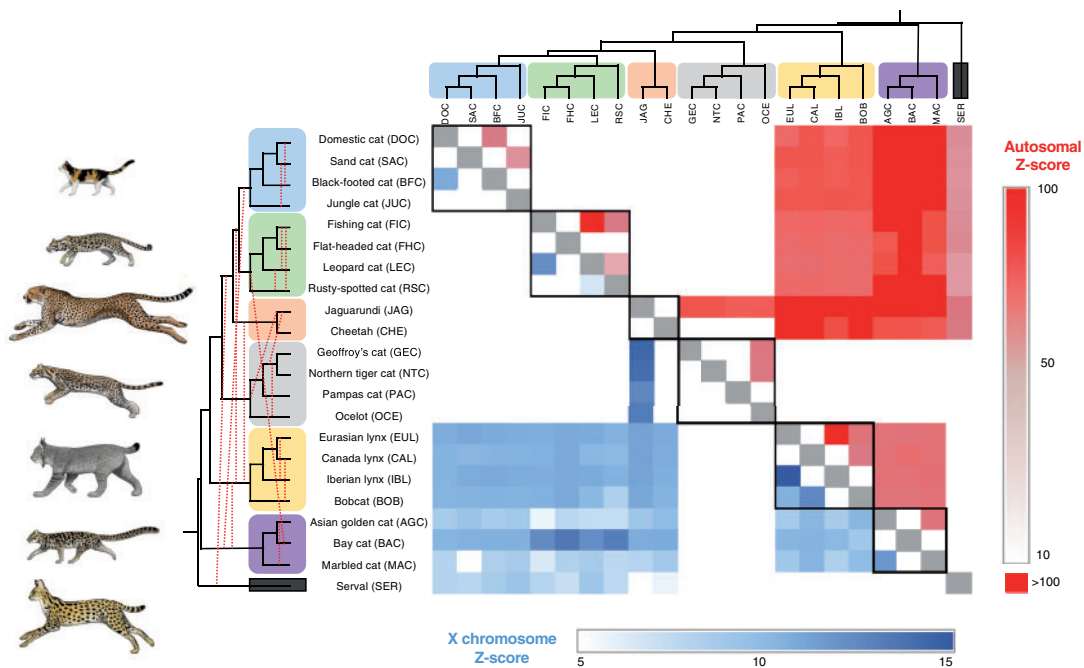 DOC SAC BFC JUC FIC FHC LEC RSC JAG CHE GEC NTC PAC OCE EUL CAL IBL BOB AGC BAC MAC SER
Domestic cat (DOC)
Sand cat (SAC)
Black-footed cat (BFC)
Jungle cat (JUC)
Fishing cat (FIC)
Flat-headed cat (FHC)
Leopard cat (LEC)
Rusty-spotted cat (RSC)
Jaguarundi (JAG)
Cheetah (CHE)
Geoffroy's cat (GEC)
Northern tiger cat (NTC)
Pampas cat (PAC)
Ocelot (OCE)
Eurasian lynx (EUL)
Canada lynx (CAL)
Iberian lynx (IBL)
Bobcat (BOB)
Asian golden cat (AGC)
Bay cat (BAC)
Marbled cat (MAC)
Serval (SER)
Autosomal
Z-score
100
50
10
>100
X chromosome
Z-score
5 10 15